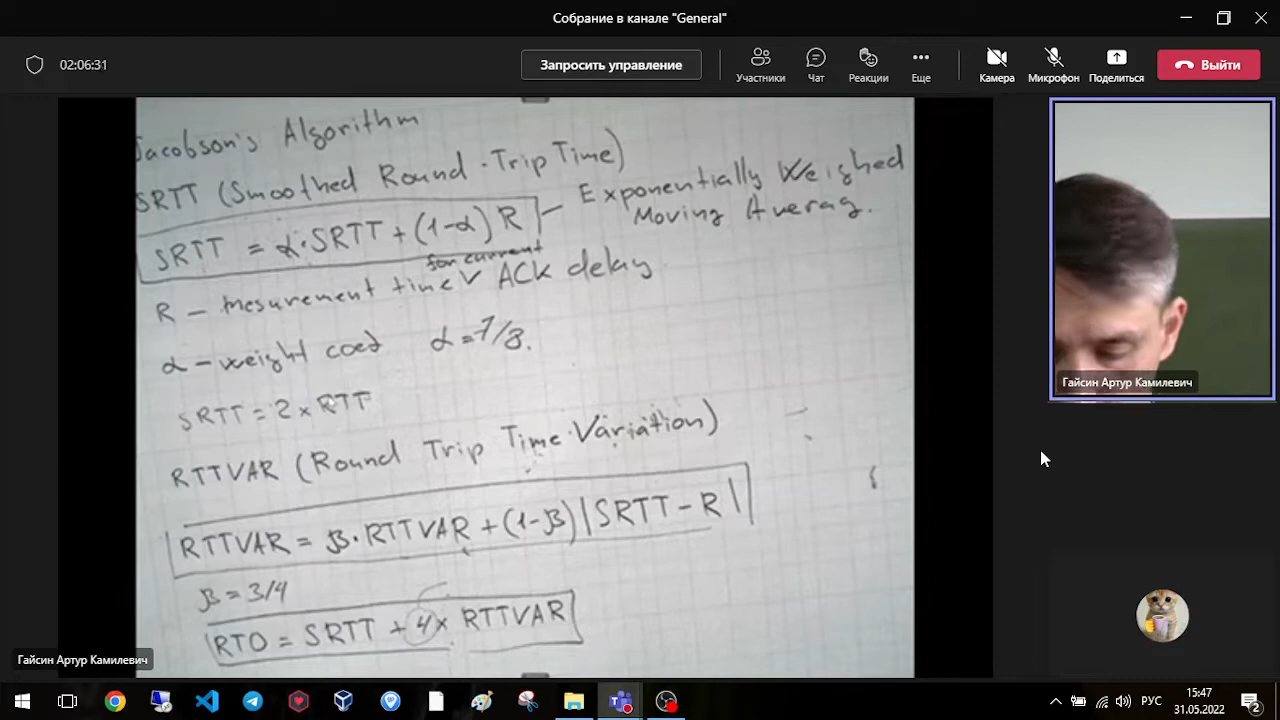 Собрание в канале "General"
02:06:31
Запросить управление
Участники
Чат
Реакции
Еще
Камера
Микрофон
Поделиться
Выйти
Jacobson's Algorithm
SRTT (Smoothed Round-Trip Time)
SRTT = α·SRTT + (1-α) R — Exponentially Weighed
Moving Averag.
for current
R – mesurement time V ACK delay
α – weight coef α = 7/8.
SRTT = 2 × RTT
RTTVAR (Round Trip Time Variation)
RTTVAR = β·RTTVAR + (1-β) |SRTT - R|
β = 3/4
RTO = SRTT + 4 × RTTVAR
Гайсин Артур Камилевич
Гайсин Артур Камилевич
РУС
15:47
31.05.2022
2